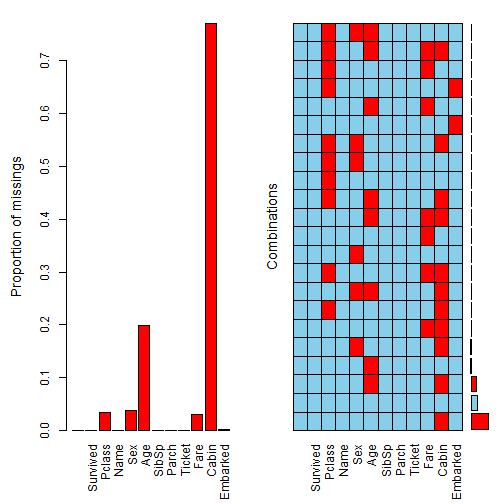 Proportion of missings
0.7
0.6
0.5
0.4
0.3
0.2
0.1
0.0
Survived
Pclass
Name
Sex
Age
SibSp
Parch
Ticket
Fare
Cabin
Embarked
Combinations
Survived
Pclass
Name
Sex
Age
SibSp
Parch
Ticket
Fare
Cabin
Embarked